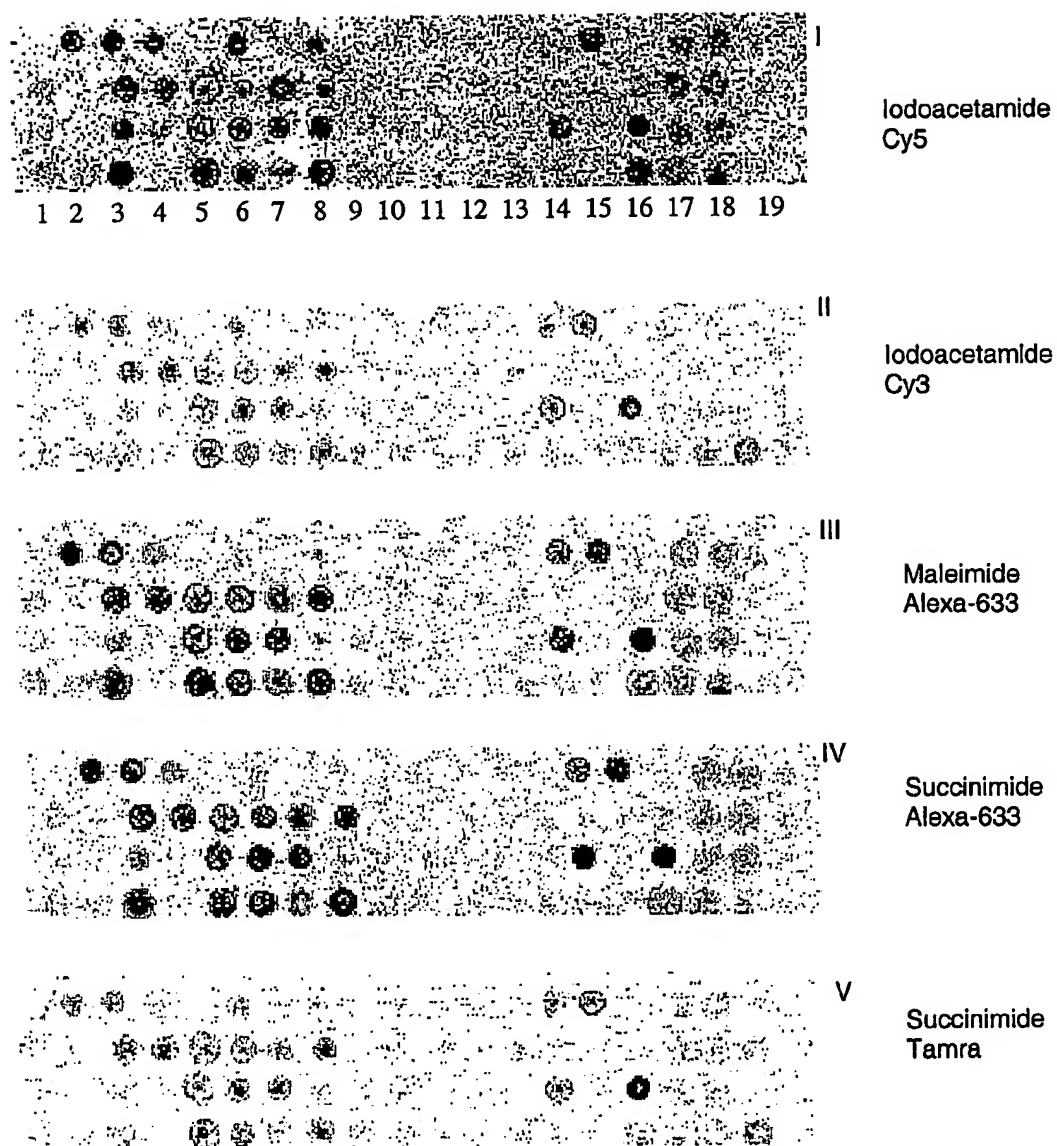 I
Iodoacetamide
Cy5
1 2 3 4 5 6 7 8 9 10 11 12 13 14 15 16 17 18 19
II
Iodoacetamide
Cy3
III
Maleimide
Alexa-633
IV
Succinimide
Alexa-633
V
Succinimide
Tamra